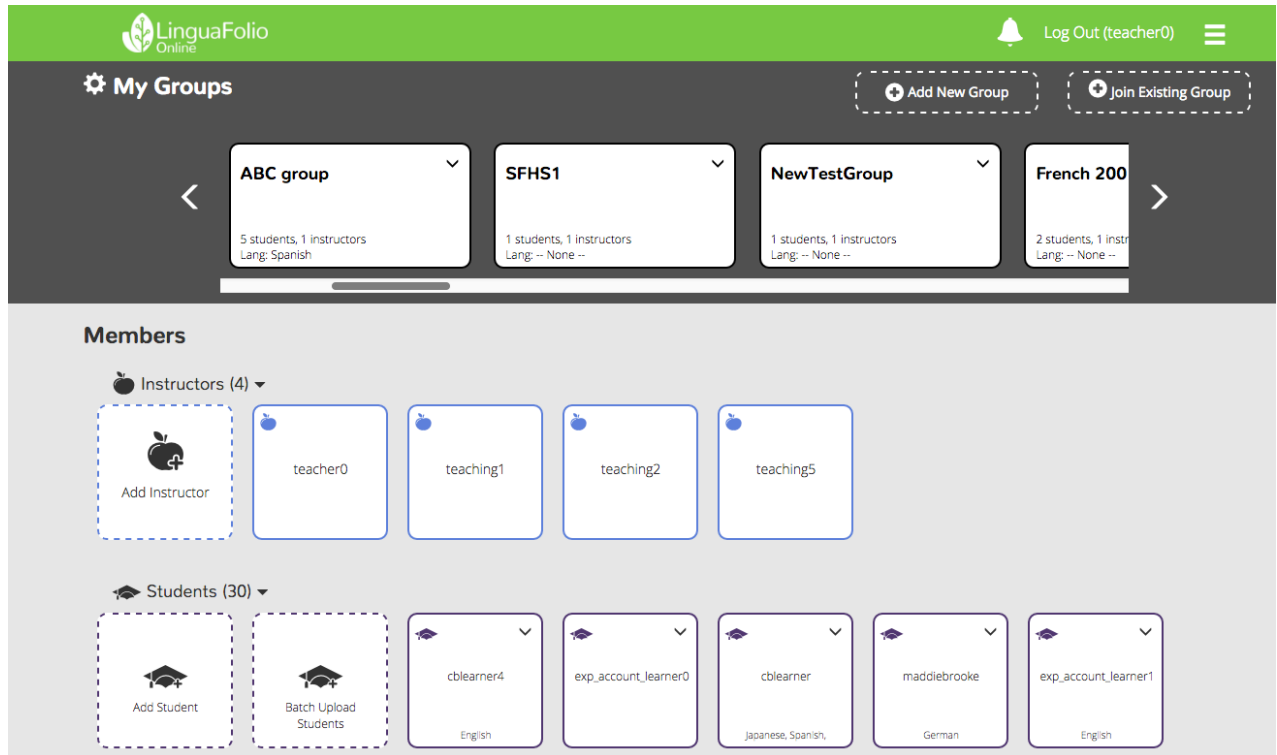 LinguaFolio
Online
Log Out (teacher0)
My Groups
Add New Group
Join Existing Group
ABC group
5 students, 1 instructors
Lang: Spanish
SFHS1
1 students, 1 instructors
Lang: -- None --
NewTestGroup
1 students, 1 instructors
Lang: -- None --
French 200
2 students, 1 instr
Lang: -- None --
Members
Instructors (4)
Add Instructor
teacher0
teaching1
teaching2
teaching5
Students (30)
Add Student
Batch Upload
Students
cblearner4
English
exp_account_learner0
cblearner
Japanese, Spanish,
maddiebrooke
German
exp_account_learner1
English